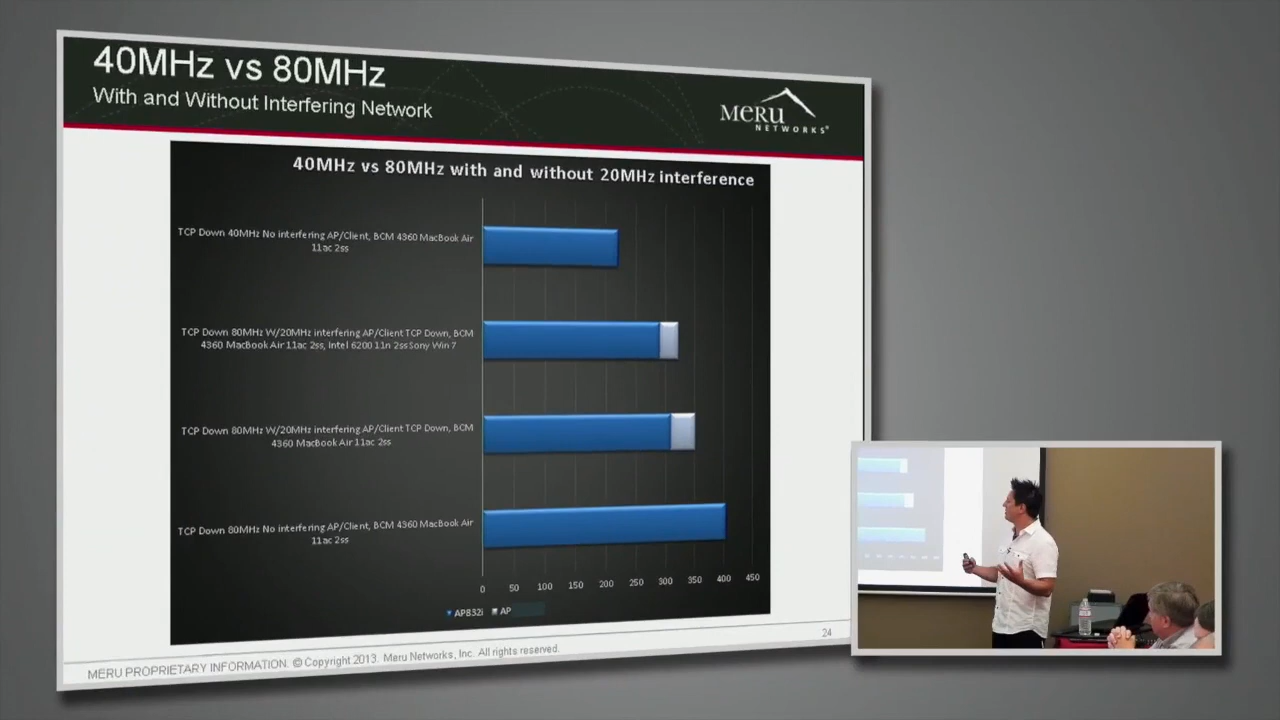 40MHz vs 80MHz
With and Without Interfering Network
MERU
NETWORKS®
40MHz vs 80MHz with and without 20MHz interference
TCP Down 40MHz No interfering AP/Client, BCM 4360 MacBook Air
11ac 2ss
TCP Down 80MHz W/20MHz interfering AP/Client TCP Down, BCM
4360 MacBook Air 11ac 2ss, Intel 6200 11n 2ss Sony Win 7
TCP Down 80MHz W/20MHz interfering AP/Client TCP Down, BCM
4360 MacBook Air 11ac 2ss
TCP Down 80MHz No interfering AP/Client, BCM 4360 MacBook Air
11ac 2ss
0 50 100 150 200 250 300 350 400 450
AP832i AP
24
MERU PROPRIETARY INFORMATION. © Copyright 2013. Meru Networks, Inc. All rights reserved.